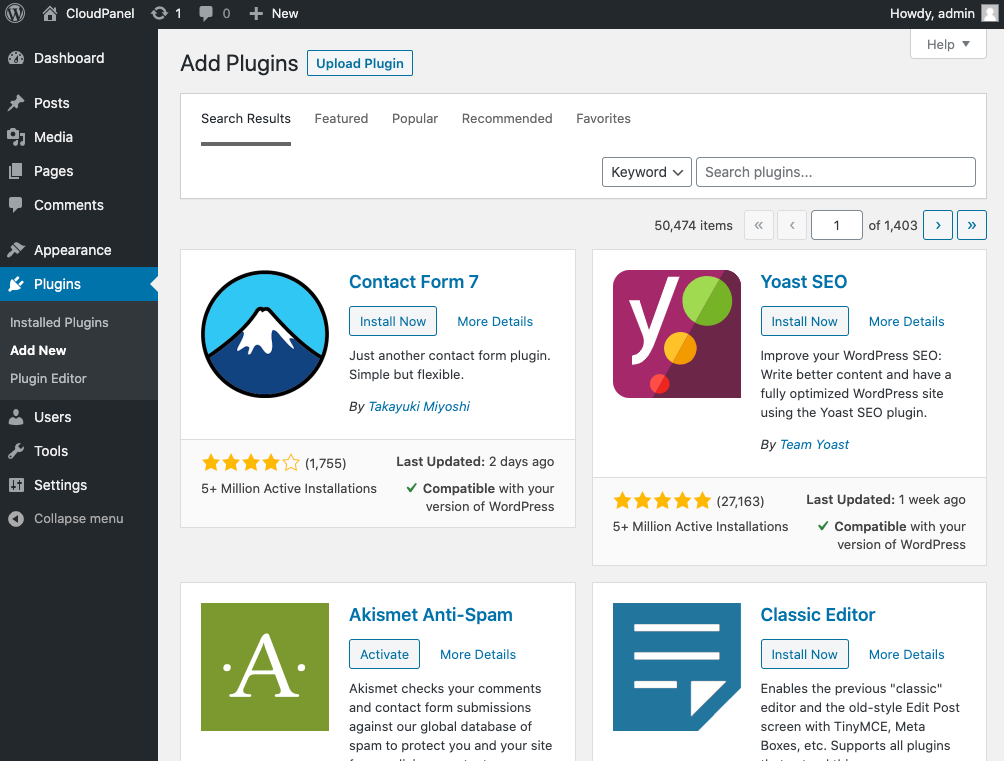 CloudPanel 1 0 New Howdy, admin
Dashboard
Posts
Media
Pages
Comments
Appearance
Plugins
Installed Plugins
Add New
Plugin Editor
Users
Tools
Settings
Collapse menu
Help
Add Plugins Upload Plugin
Search Results Featured Popular Recommended Favorites
Keyword Search plugins...
50,474 items « ‹ 1 of 1,403 › »
Contact Form 7
Install Now More Details
Just another contact form plugin.
Simple but flexible.
By Takayuki Miyoshi
(1,755)
5+ Million Active Installations
Last Updated: 2 days ago
Compatible with your
version of WordPress
y
Yoast SEO
Install Now More Details
Improve your WordPress SEO:
Write better content and have a
fully optimized WordPress site
using the Yoast SEO plugin.
By Team Yoast
(27,163)
5+ Million Active Installations
Last Updated: 1 week ago
Compatible with your
version of WordPress
·A·
Akismet Anti-Spam
Activate More Details
Akismet checks your comments
and contact form submissions
against our global database of
spam to protect you and your site
Classic Editor
Install Now More Details
Enables the previous "classic"
editor and the old-style Edit Post
screen with TinyMCE, Meta
Boxes, etc. Supports all plugins